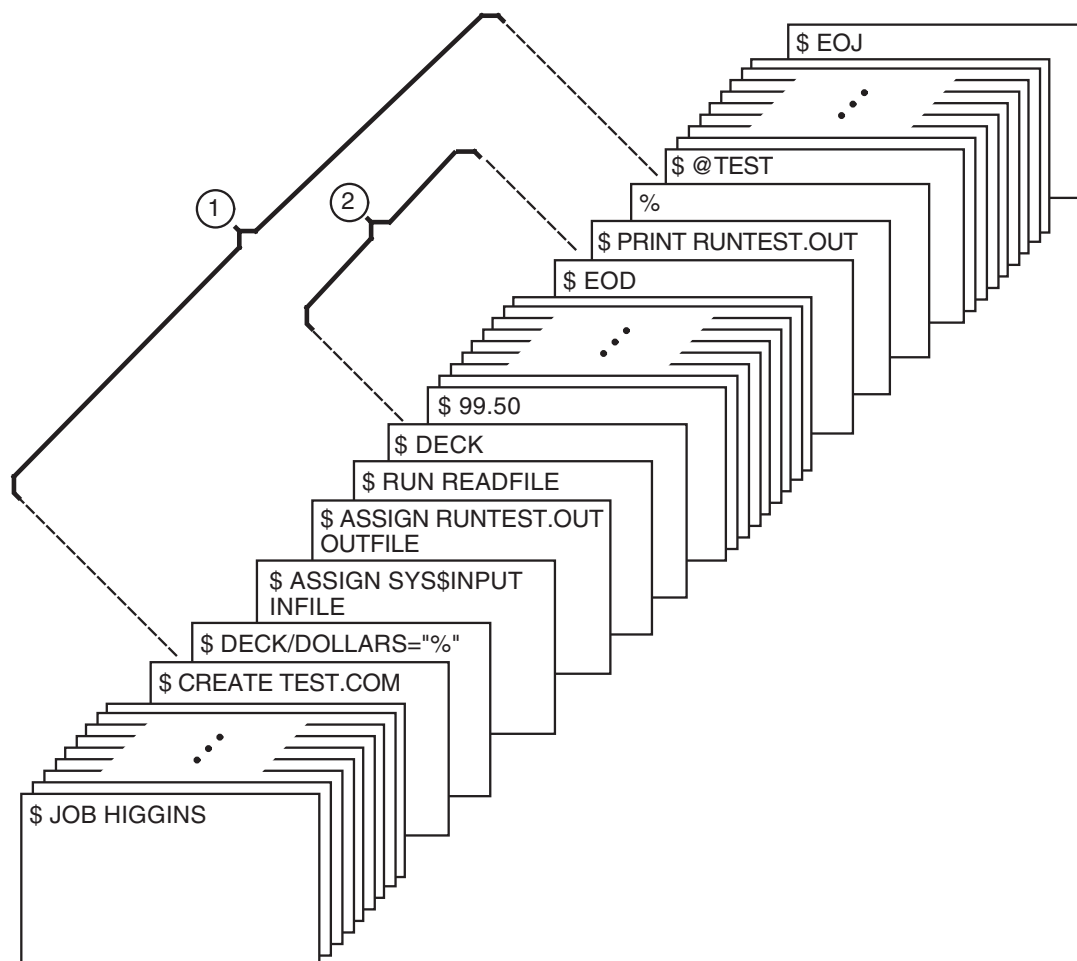 $ EOJ
$ @TEST
%
$ PRINT RUNTEST.OUT
$ EOD
$ 99.50
$ DECK
$ RUN READFILE
$ ASSIGN RUNTEST.OUT
OUTFILE
$ ASSIGN SYS$INPUT
INFILE
$ DECK/DOLLARS="%"
$ CREATE TEST.COM
$ JOB HIGGINS
1
2